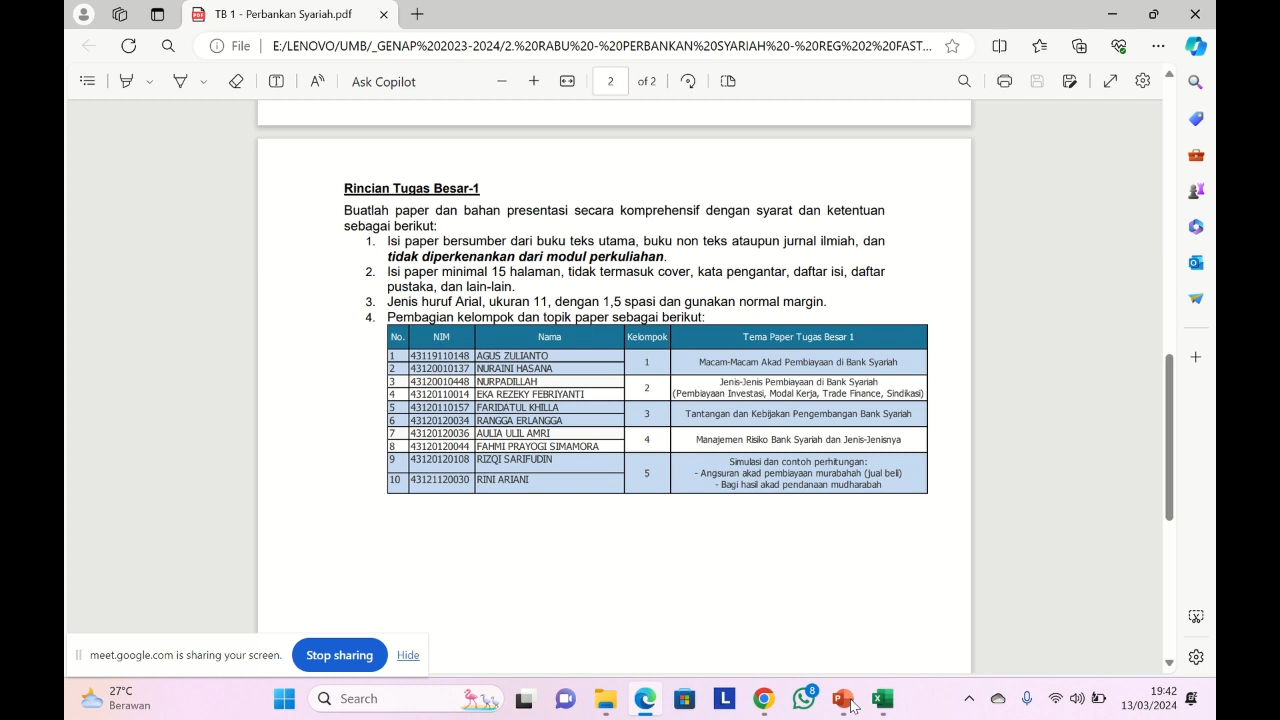 TB 1 - Perbankan Syariah.pdf
File
E:/LENOVO/UMB/_GENAP%202023-2024/2.%20RABU%20-%20PERBANKAN%20SYARIAH%20-%20REG%202%20FAST...
Ask Copilot
2
of 2
Rincian Tugas Besar-1
Buatlah paper dan bahan presentasi secara komprehensif dengan syarat dan ketentuan
sebagai berikut:
1. Isi paper bersumber dari buku teks utama, buku non teks ataupun jurnal ilmiah, dan
tidak diperkenankan dari modul perkuliahan.
2. Isi paper minimal 15 halaman, tidak termasuk cover, kata pengantar, daftar isi, daftar
pustaka, dan lain-lain.
3. Jenis huruf Arial, ukuran 11, dengan 1,5 spasi dan gunakan normal margin.
4. Pembagian kelompok dan topik paper sebagai berikut:
No. NIM Nama Kelompok Tema Paper Tugas Besar 1
1 43119110148 AGUS ZULIANTO
2 43120010137 NURAINI HASANA
1 Macam-Macam Akad Pembiayaan di Bank Syariah
3 43120010448 NURPADILLAH
4 43120110014 EKA REZEKY FEBRIYANTI
2 Jenis-Jenis Pembiayaan di Bank Syariah
(Pembiayaan Investasi, Modal Kerja, Trade Finance, Sindikasi)
5 43120110157 FARIDATUL KHILLA
6 43120120034 RANGGA ERLANGGA
3 Tantangan dan Kebijakan Pengembangan Bank Syariah
7 43120120036 AULIA ULIL AMRI
8 43120120044 FAHMI PRAYOGI SIMAMORA
4 Manajemen Risiko Bank Syariah dan Jenis-Jenisnya
9 43120120108 RIZQI SARIFUDIN
10 43121120030 RINI ARIANI
5 Simulasi dan contoh perhitungan:
- Angsuran akad pembiayaan murabahah (jual beli)
- Bagi hasil akad pendanaan mudharabah
meet.google.com is sharing your screen.
Stop sharing
Hide
27°C
Berawan
Search
8
19:42
13/03/2024